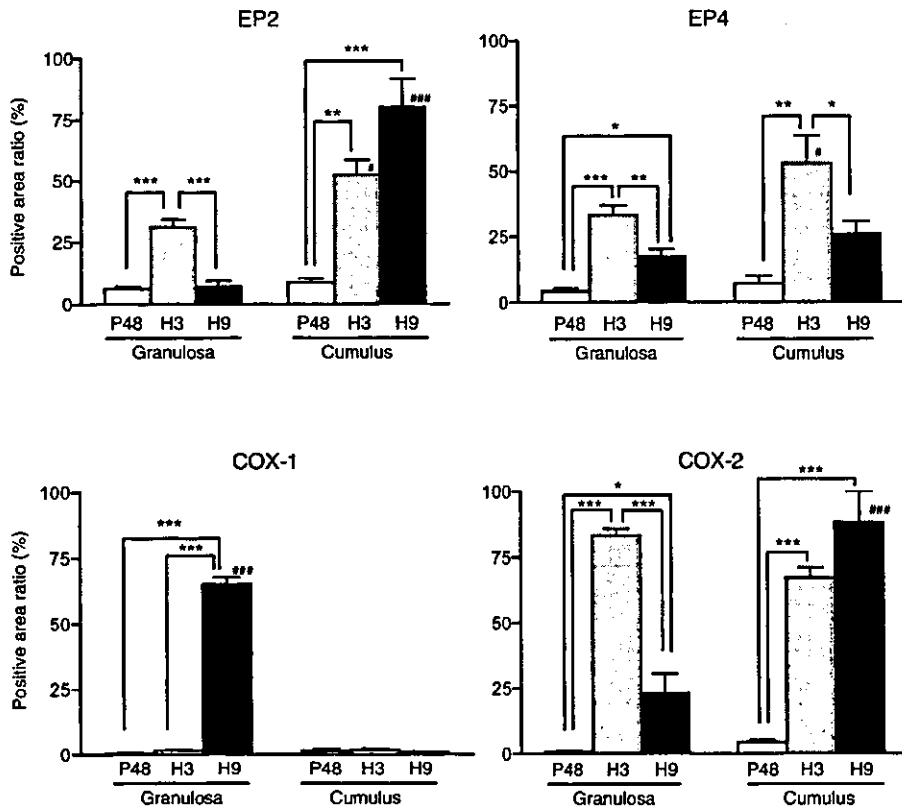 EP2
EP4
Positive area ratio (%)
100
75
50
25
0
*** *** ** *** # ###
P48 H3 H9 P48 H3 H9
Granulosa Cumulus
100
75
50
25
0
* *** ** ** * #
P48 H3 H9 P48 H3 H9
Granulosa Cumulus
COX-1
COX-2
Positive area ratio (%)
100
75
50
25
0
*** *** ###
P48 H3 H9 P48 H3 H9
Granulosa Cumulus
100
75
50
25
0
* *** *** *** *** ###
P48 H3 H9 P48 H3 H9
Granulosa Cumulus